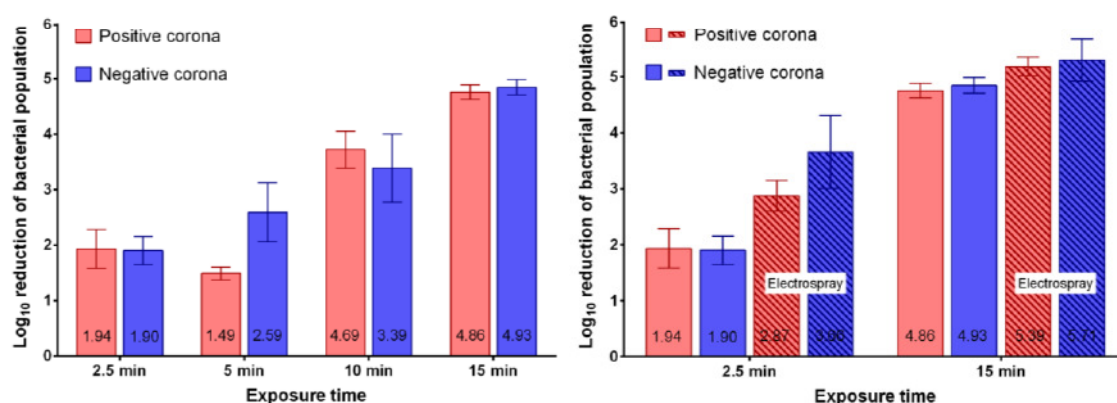 Log10 reduction of bacterial population
6
5
4
3
2
1
0
Positive corona
Negative corona
1.94 1.90 1.49 2.59 4.69 3.39 4.86 4.93
2.5 min 5 min 10 min 15 min
Exposure time
Log10 reduction of bacterial population
6
5
4
3
2
1
0
Positive corona
Negative corona
Electrospray Electrospray
1.94 1.90 2.87 4.86 4.93 5.39 5.71
2.5 min 15 min
Exposure time